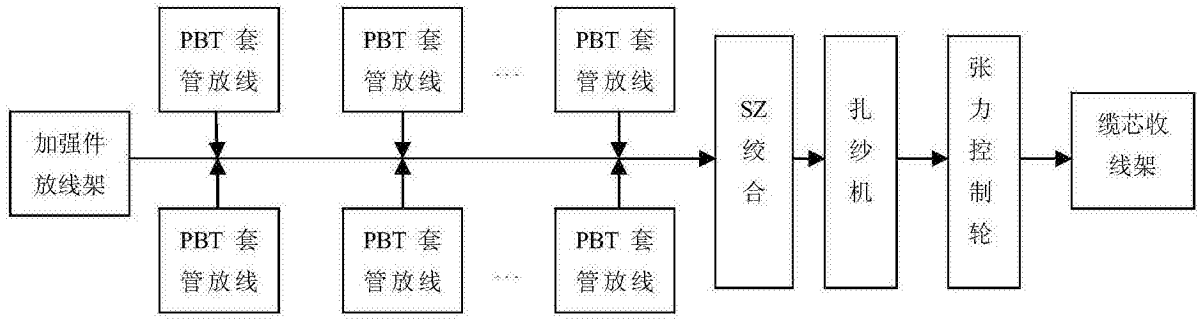 加强件
放线架
PBT 套
管放线
PBT 套
管放线
...
PBT 套
管放线
PBT 套
管放线
PBT 套
管放线
...
PBT 套
管放线
SZ
绞
合
扎
纱
机
张
力
控
制
轮
缆芯收
线架